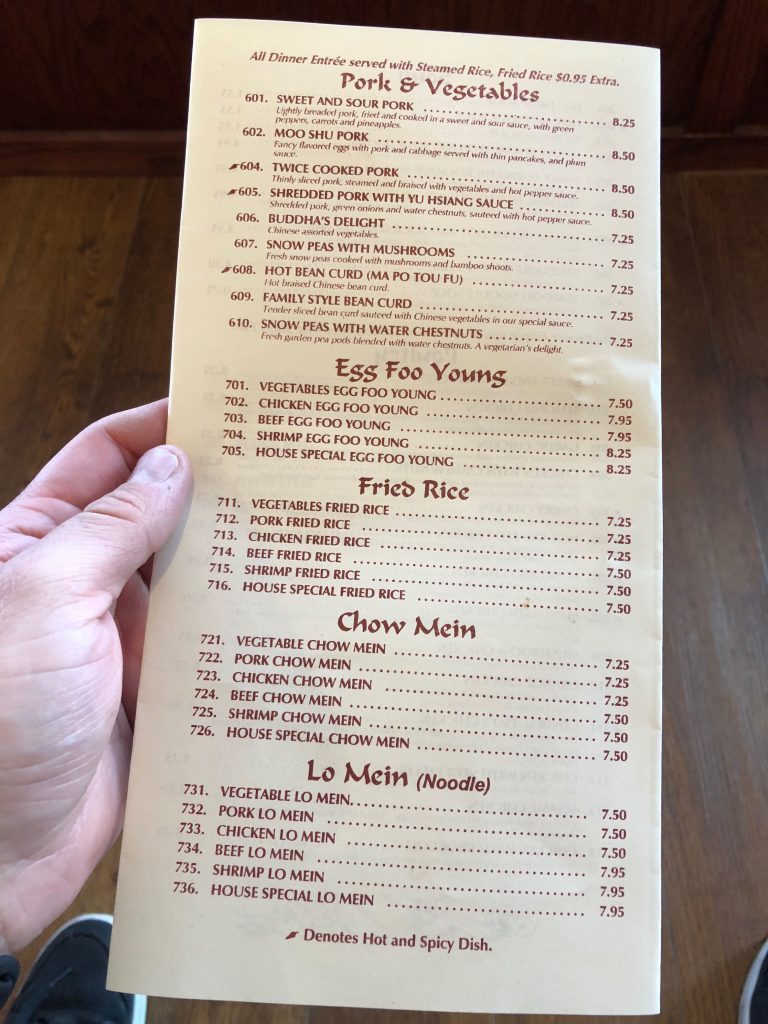 All Dinner Entrée served with Steamed Rice, Fried Rice $0.95 Extra.
Pork & Vegetables
601. SWEET AND SOUR PORK 8.25
Lightly breaded pork, fried and cooked in a sweet and sour sauce, with green
peppers, carrots and pineapples.
602. MOO SHU PORK 8.50
Fancy flavored eggs with pork and cabbage served with thin pancakes, and plum
sauce.
604. TWICE COOKED PORK 8.50
Thinly sliced pork, steamed and braised with vegetables and hot pepper sauce.
605. SHREDDED PORK WITH YU HSIANG SAUCE 8.50
Shredded pork, green onions and water chestnuts, sauteed with hot pepper sauce.
606. BUDDHA'S DELIGHT 7.25
Chinese assorted vegetables.
607. SNOW PEAS WITH MUSHROOMS 7.25
Fresh snow peas cooked with mushrooms and bamboo shoots.
608. HOT BEAN CURD (MA PO TOU FU) 7.25
Hot braised Chinese bean curd.
609. FAMILY STYLE BEAN CURD 7.25
Tender sliced bean curd sauteed with Chinese vegetables in our special sauce.
610. SNOW PEAS WITH WATER CHESTNUTS 7.25
Fresh garden pea pods blended with water chestnuts. A vegetarian's delight.
Egg Foo Young
701. VEGETABLES EGG FOO YOUNG 7.50
702. CHICKEN EGG FOO YOUNG 7.95
703. BEEF EGG FOO YOUNG 7.95
704. SHRIMP EGG FOO YOUNG 8.25
705. HOUSE SPECIAL EGG FOO YOUNG 8.25
Fried Rice
711. VEGETABLES FRIED RICE 7.25
712. PORK FRIED RICE 7.25
713. CHICKEN FRIED RICE 7.25
714. BEEF FRIED RICE 7.50
715. SHRIMP FRIED RICE 7.50
716. HOUSE SPECIAL FRIED RICE 7.50
Chow Mein
721. VEGETABLE CHOW MEIN 7.25
722. PORK CHOW MEIN 7.25
723. CHICKEN CHOW MEIN 7.25
724. BEEF CHOW MEIN 7.50
725. SHRIMP CHOW MEIN 7.50
726. HOUSE SPECIAL CHOW MEIN 7.50
Lo Mein (Noodle)
731. VEGETABLE LO MEIN 7.50
732. PORK LO MEIN 7.50
733. CHICKEN LO MEIN 7.50
734. BEEF LO MEIN 7.95
735. SHRIMP LO MEIN 7.95
736. HOUSE SPECIAL LO MEIN 7.95
Denotes Hot and Spicy Dish.